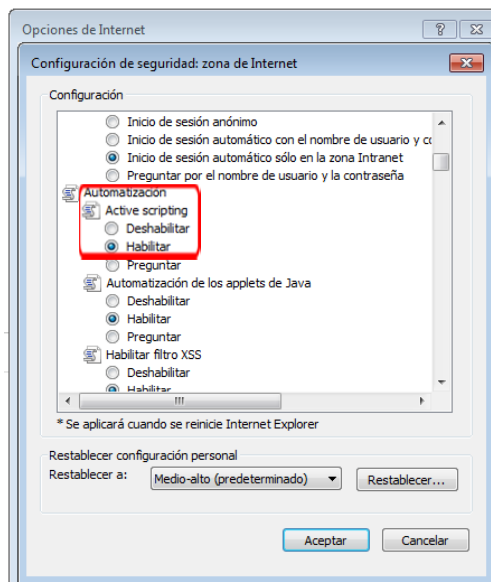 Opciones de Internet
Configuración de seguridad: zona de Internet
Configuración
Inicio de sesión anónimo
Inicio de sesión automático con el nombre de usuario y
Inicio de sesión automático sólo en la zona Intranet
Preguntar por el nombre de usuario y la contraseña
Automatización
Active scripting
Deshabilitar
Habilitar
Preguntar
Automatización de los applets de Java
Deshabilitar
Habilitar
Preguntar
Habilitar filtro XSS
Deshabilitar
Habilitar
* Se aplicará cuando se reinicie Internet Explorer
Restablecer configuración personal
Restablecer a:
Medio-alto (predeterminado)
Restablecer...
Aceptar
Cancelar